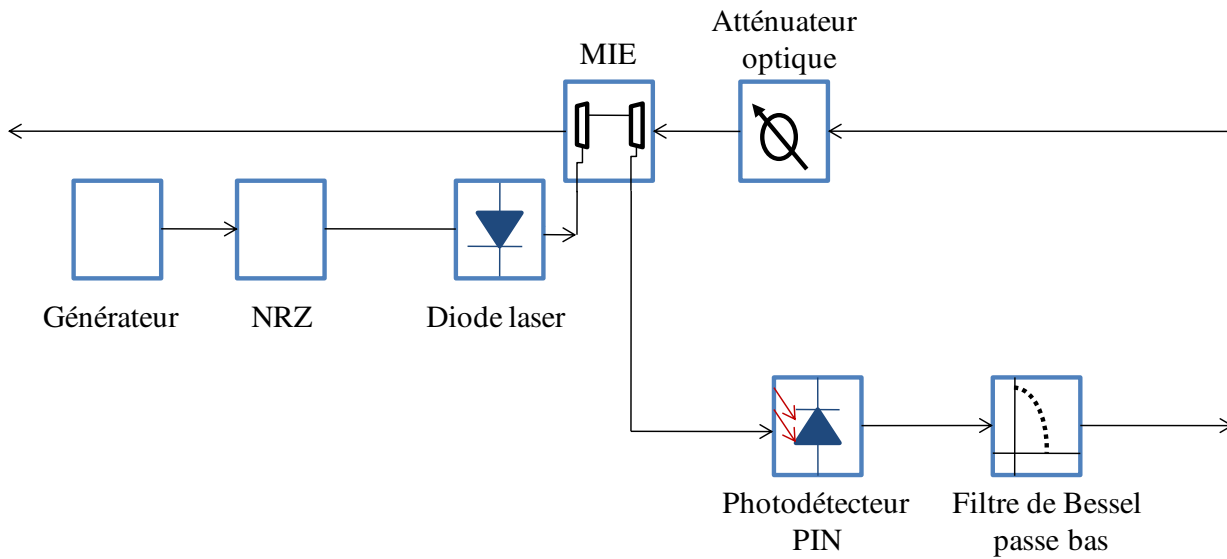 Atténuateur
optique
MIE
Générateur
NRZ
Diode laser
Photodétecteur
PIN
Filtre de Bessel
passe bas